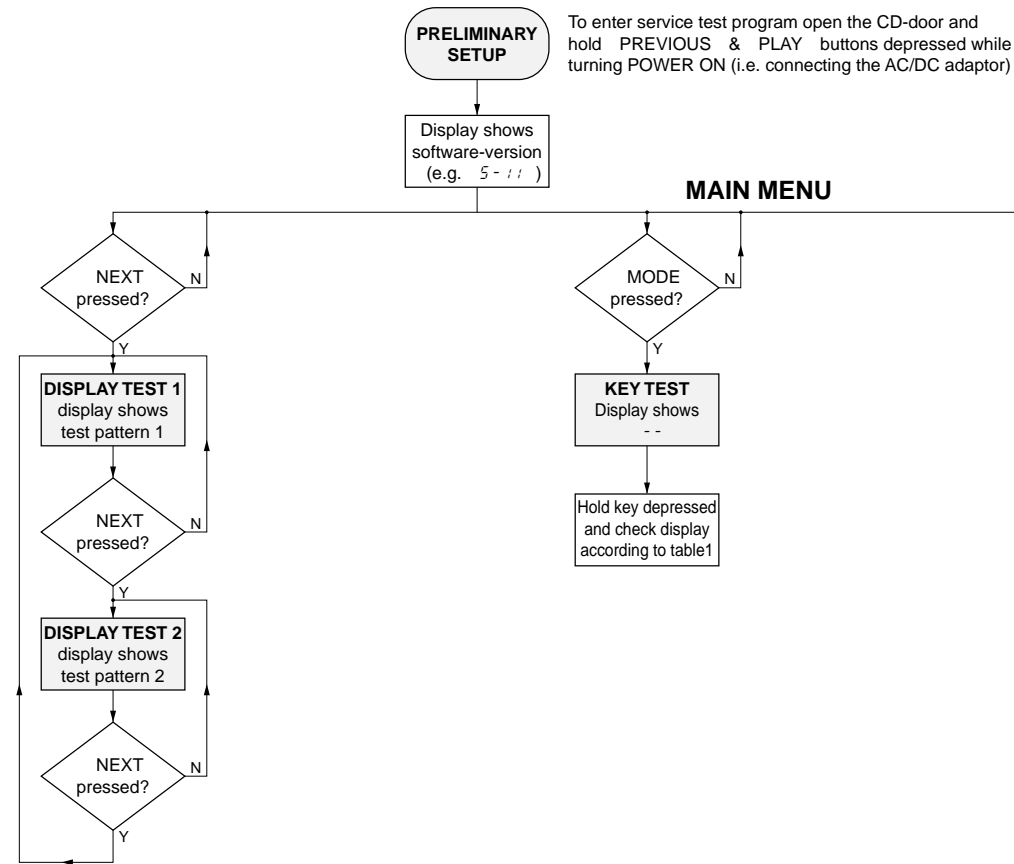 PRELIMINARY
SETUP
To enter service test program open the CD-door and
hold PREVIOUS & PLAY buttons depressed while
turning POWER ON (i.e. connecting the AC/DC adaptor)
Display shows
software-version
(e.g. S-11 )
MAIN MENU
NEXT
pressed?
N
Y
MODE
pressed?
N
Y
DISPLAY TEST 1
display shows
test pattern 1
KEY TEST
Display shows
- -
NEXT
pressed?
N
Y
Hold key depressed
and check display
according to table1
DISPLAY TEST 2
display shows
test pattern 2
NEXT
pressed?
N
Y